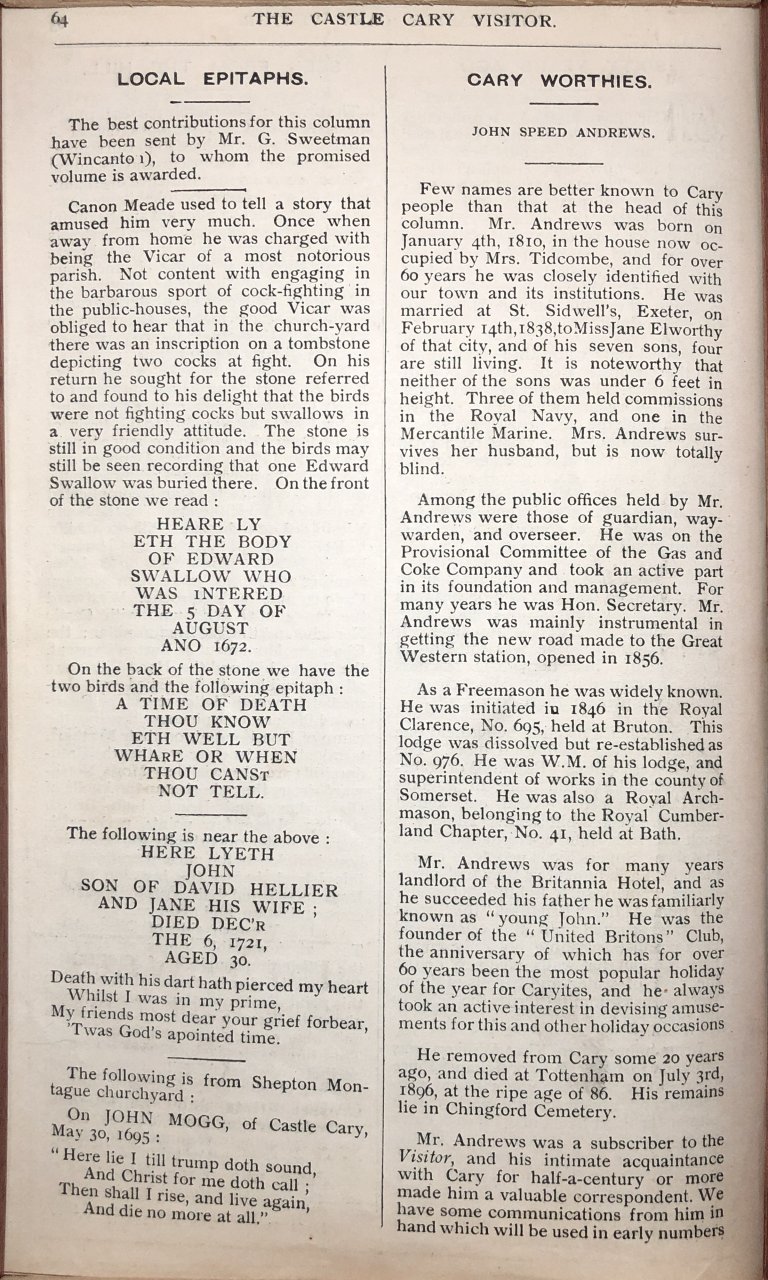 64
THE CASTLE CARY VISITOR.
LOCAL EPITAPHS.
The best contributions for this column
have been sent by Mr. G. Sweetman
(Wincanto 1), to whom the promised
volume is awarded.
Canon Meade used to tell a story that
amused him very much. Once when
away from home he was charged with
being the Vicar of a most notorious
parish. Not content with engaging in
the barbarous sport of cock-fighting in
the public-houses, the good Vicar was
obliged to hear that in the church-yard
there was an inscription on a tombstone
depicting two cocks at fight. On his
return he sought for the stone referred
to and found to his delight that the birds
were not fighting cocks but swallows in
a very friendly attitude. The stone is
still in good condition and the birds may
still be seen recording that one Edward
Swallow was buried there. On the front
of the stone we read :
HEARE LY
ETH THE BODY
OF EDWARD
SWALLOW WHO
WAS INTERED
THE 5 DAY OF
AUGUST
ANO 1672.
On the back of the stone we have the
two birds and the following epitaph :
A TIME OF DEATH
THOU KNOW
ETH WELL BUT
WHARE OR WHEN
THOU CANST
NOT TELL.
The following is near the above :
HERE LYETH
JOHN
SON OF DAVID HELLIER
AND JANE HIS WIFE ;
DIED DEC'R
THE 6, 1721,
AGED 30.
Death with his dart hath pierced my heart
Whilst I was in my prime,
My friends most dear your grief forbear,
'Twas God's apointed time.
The following is from Shepton Mon-
tague churchyard :
On JOHN MOGG, of Castle Cary,
May 30, 1695 :
"Here lie I till trump doth sound,
And Christ for me doth call ;
Then shall I rise, and live again,
And die no more at all."
CARY WORTHIES.
JOHN SPEED ANDREWS.
Few names are better known to Cary
people than that at the head of this
column. Mr. Andrews was born on
January 4th, 1810, in the house now oc-
cupied by Mrs. Tidcombe, and for over
60 years he was closely identified with
our town and its institutions. He was
married at St. Sidwell's, Exeter, on
February 14th,1838,toMissJane Elworthy
of that city, and of his seven sons, four
are still living. It is noteworthy that
neither of the sons was under 6 feet in
height. Three of them held commissions
in the Royal Navy, and one in the
Mercantile Marine. Mrs. Andrews sur-
vives her husband, but is now totally
blind.
Among the public offices held by Mr.
Andrews were those of guardian, way-
warden, and overseer. He was on the
Provisional Committee of the Gas and
Coke Company and took an active part
in its foundation and management. For
many years he was Hon. Secretary. Mr.
Andrews was mainly instrumental in
getting the new road made to the Great
Western station, opened in 1856.
As a Freemason he was widely known.
He was initiated in 1846 in the Royal
Clarence, No. 695, held at Bruton. This
lodge was dissolved but re-established as
No. 976. He was W.M. of his lodge, and
superintendent of works in the county of
Somerset. He was also a Royal Arch-
mason, belonging to the Royal Cumber-
land Chapter, No. 41, held at Bath.
Mr. Andrews was for many years
landlord of the Britannia Hotel, and as
he succeeded his father he was familiarly
known as "young John." He was the
founder of the "United Britons" Club,
the anniversary of which has for over
60 years been the most popular holiday
of the year for Caryites, and he always
took an active interest in devising amuse-
ments for this and other holiday occasions
He removed from Cary some 20 years
ago, and died at Tottenham on July 3rd,
1896, at the ripe age of 86. His remains
lie in Chingford Cemetery.
Mr. Andrews was a subscriber to the
Visitor, and his intimate acquaintance
with Cary for half-a-century or more
made him a valuable correspondent. We
have some communications from him in
hand which will be used in early numbers